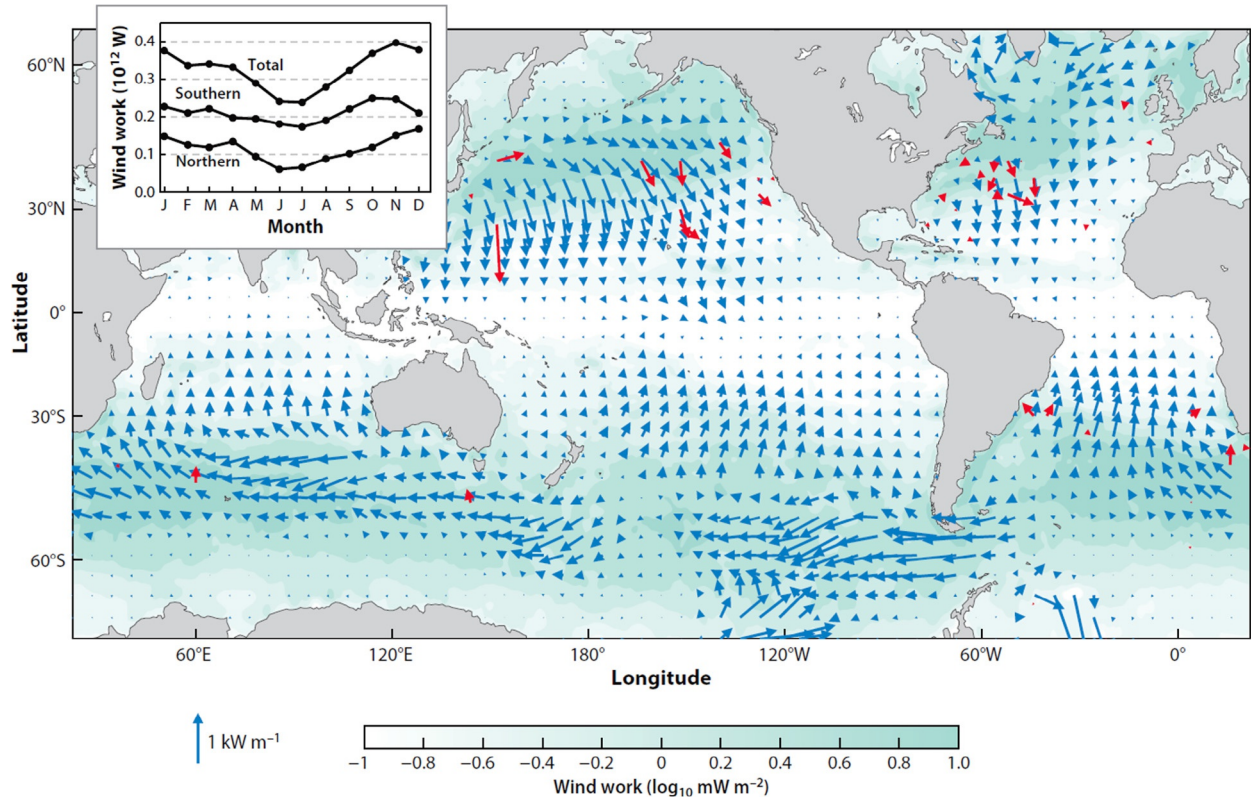 Wind work (10¹² W)
0.4
0.3
0.2
0.1
0.0
Total
Southern
Northern
J F M A M J J A S O N D
Month
Latitude
60°N
30°N
0°
30°S
60°S
60°E 120°E 180° 120°W 60°W 0°
Longitude
1 kW m⁻¹
−1 −0.8 −0.6 −0.4 −0.2 0 0.2 0.4 0.6 0.8 1.0
Wind work (log₁₀ mW m⁻²)